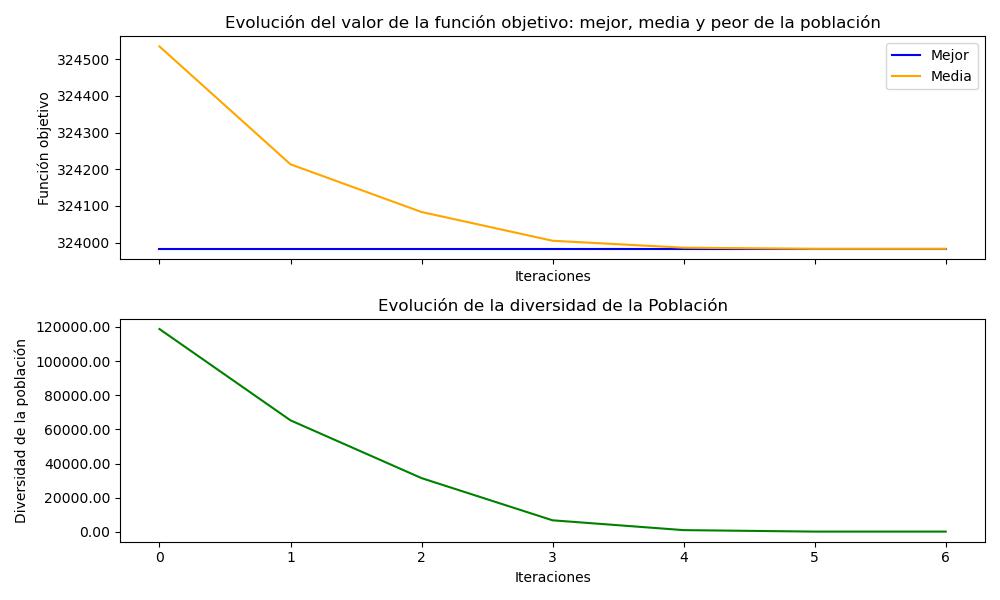 Evolución del valor de la función objetivo: mejor, media y peor de la población
Función objetivo
324500
324400
324300
324200
324100
324000
Mejor
Media
Iteraciones
Evolución de la diversidad de la Población
Diversidad de la población
120000.00
100000.00
80000.00
60000.00
40000.00
20000.00
0.00
0 1 2 3 4 5 6
Iteraciones